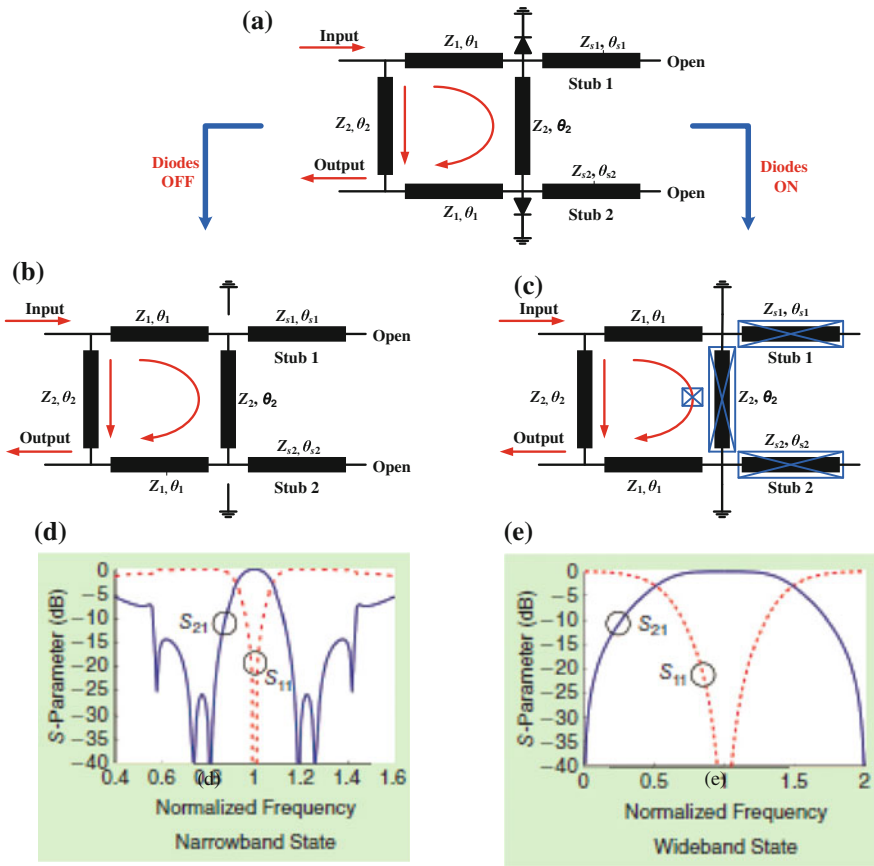 (a)
Input
Z1, θ1
Zs1, θs1
Open
Stub 1
Z2, θ2
Z2, θ2
Diodes
OFF
Output
Zs2, θs2
Diodes
ON
Open
Z1, θ1
Stub 2
(b)
Input
Z1, θ1
Zs1, θs1
Open
Stub 1
Z2, θ2
Z2, θ2
Output
Zs2, θs2
Open
Z1, θ1
Stub 2
(c)
Input
Z1, θ1
Zs1, θs1
Stub 1
Z2, θ2
Z2, θ2
Output
Zs2, θs2
Z1, θ1
Stub 2
(d)
S-Parameter (dB)
0
−5
−10
−15
−20
−25
−30
−35
−40
S21
S11
0.4 0.6 0.8 1 1.2 1.4 1.6
(d)
Normalized Frequency
Narrowband State
(e)
S-Parameter (dB)
0
−5
−10
−15
−20
−25
−30
−35
−40
S21
S11
0 0.5 1 1.5 2
(e)
Normalized Frequency
Wideband State